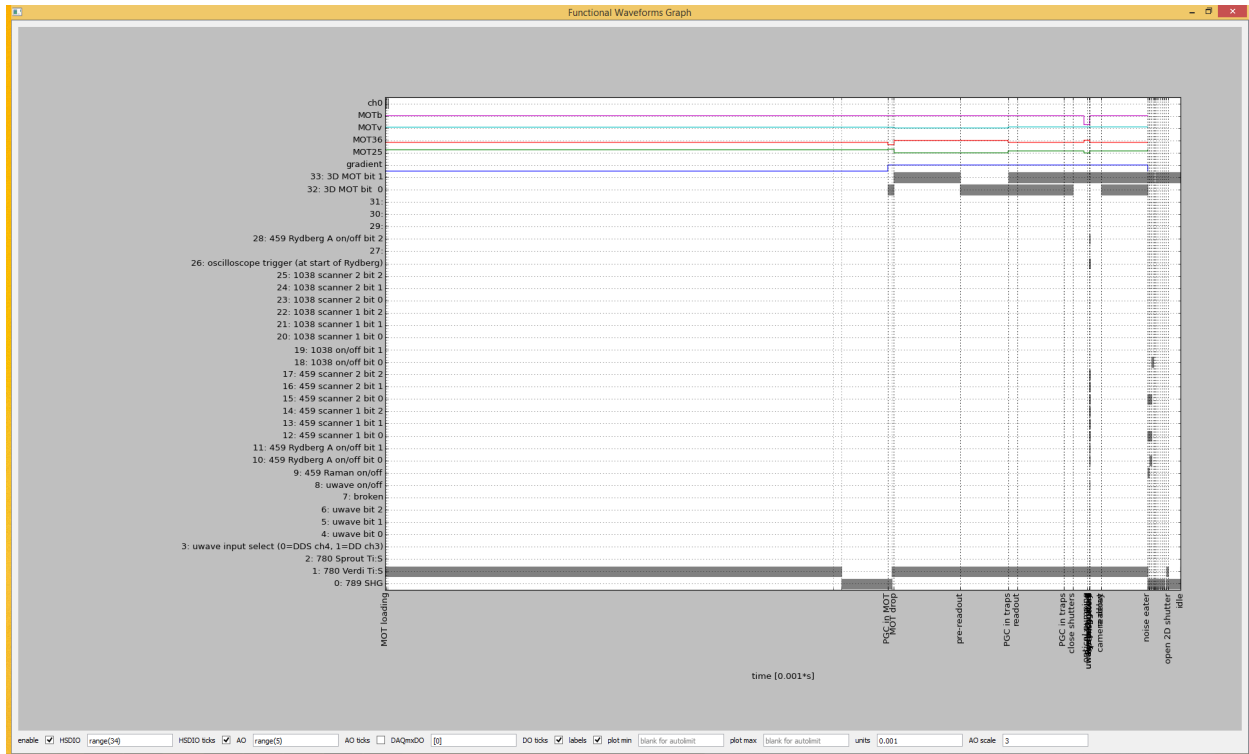 Functional Waveforms Graph
ch0
MOTb
MOTv
MOT36
MOT25
gradient
33: 3D MOT bit 1
32: 3D MOT bit  0
31:
30:
29:
28: 459 Rydberg A on/off bit 2
27:
26: oscilloscope trigger (at start of Rydberg)
25: 1038 scanner 2 bit 2
24: 1038 scanner 2 bit 1
23: 1038 scanner 2 bit 0
22: 1038 scanner 1 bit 2
21: 1038 scanner 1 bit 1
20: 1038 scanner 1 bit 0
19: 1038 on/off bit 1
18: 1038 on/off bit 0
17: 459 scanner 2 bit 2
16: 459 scanner 2 bit 1
15: 459 scanner 2 bit 0
14: 459 scanner 1 bit 2
13: 459 scanner 1 bit 1
12: 459 scanner 1 bit 0
11: 459 Rydberg A on/off bit 1
10: 459 Rydberg A on/off bit 0
9: 459 Raman on/off
8: uwave on/off
7: broken
6: uwave bit 2
5: uwave bit 1
4: uwave bit 0
3: uwave input select (0=DDS ch4, 1=DD ch3)
2: 780 Sprout Ti:S
1: 780 Verdi Ti:S
0: 789 SHG
MOT loading
PGC in MOT
MOT drop
pre-readout
PGC in traps
readout
PGC in traps
close shutters
noise eater
open 2D shutter
idle
time [0.001*s]
enable HSDIO range(34) HSDIO ticks AO range(5) AO ticks DAQmxDO [0] DO ticks labels plot min blank for autolimit plot max blank for autolimit units 0.001 AO scale 3